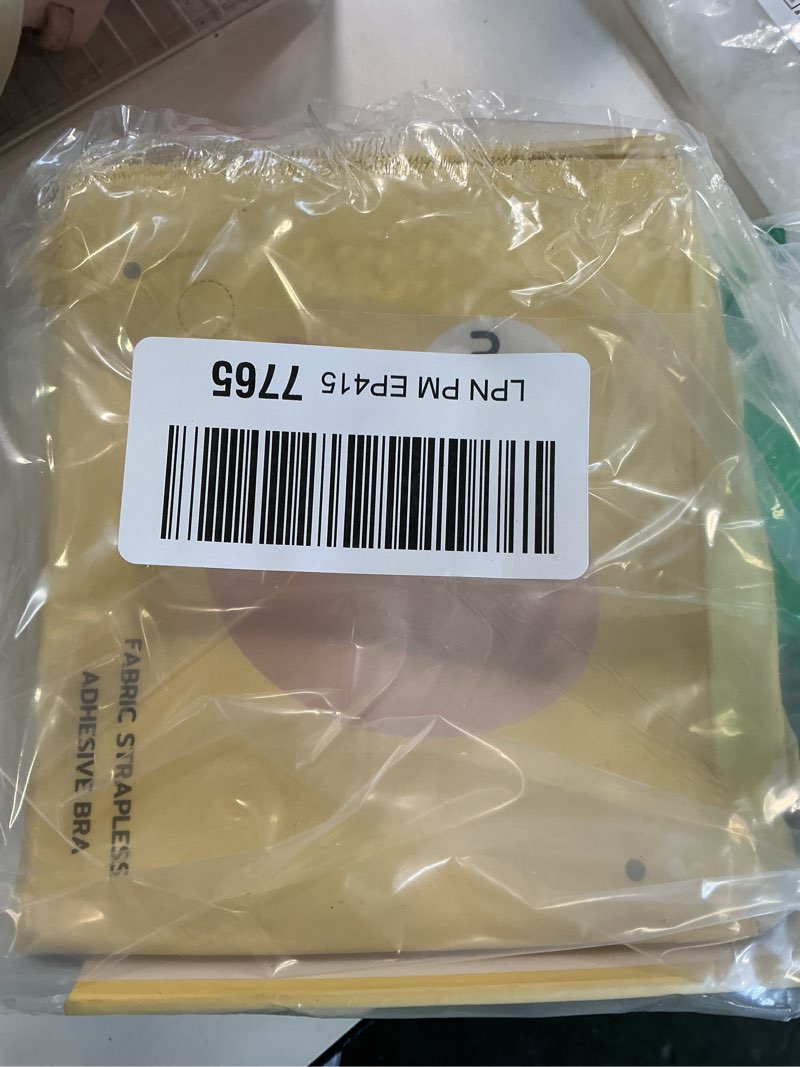 LPN PM EP415 7765
FABRIC STRAPLESS
ADHESIVE BRA